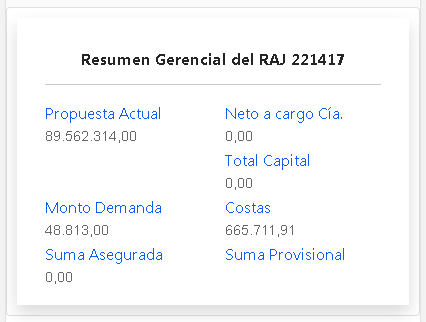 Resumen Gerencial del RAJ 221417
Propuesta Actual
89.562.314,00
Neto a cargo Cía.
0,00
Total Capital
0,00
Monto Demanda
48.813,00
Costas
665.711,91
Suma Asegurada
0,00
Suma Provisional